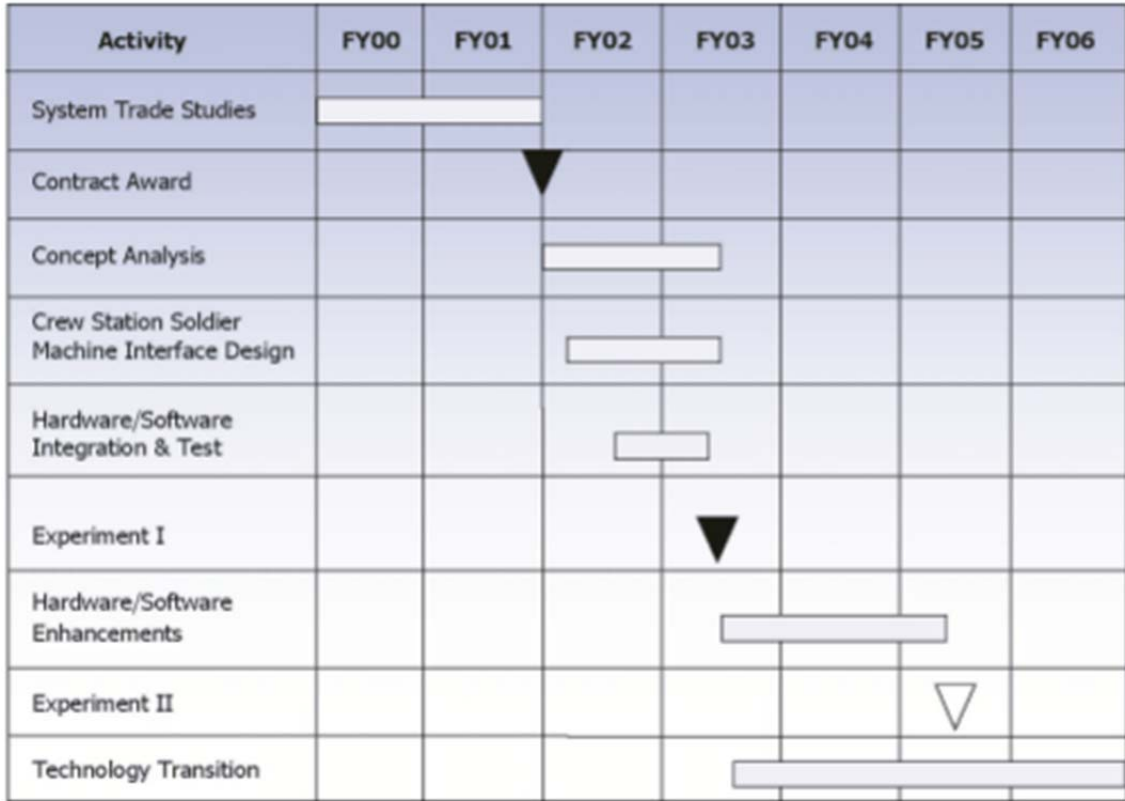 Activity FY00 FY01 FY02 FY03 FY04 FY05 FY06
System Trade Studies
Contract Award
Concept Analysis
Crew Station Soldier
Machine Interface Design
Hardware/Software
Integration & Test
Experiment I
Hardware/Software
Enhancements
Experiment II
Technology Transition